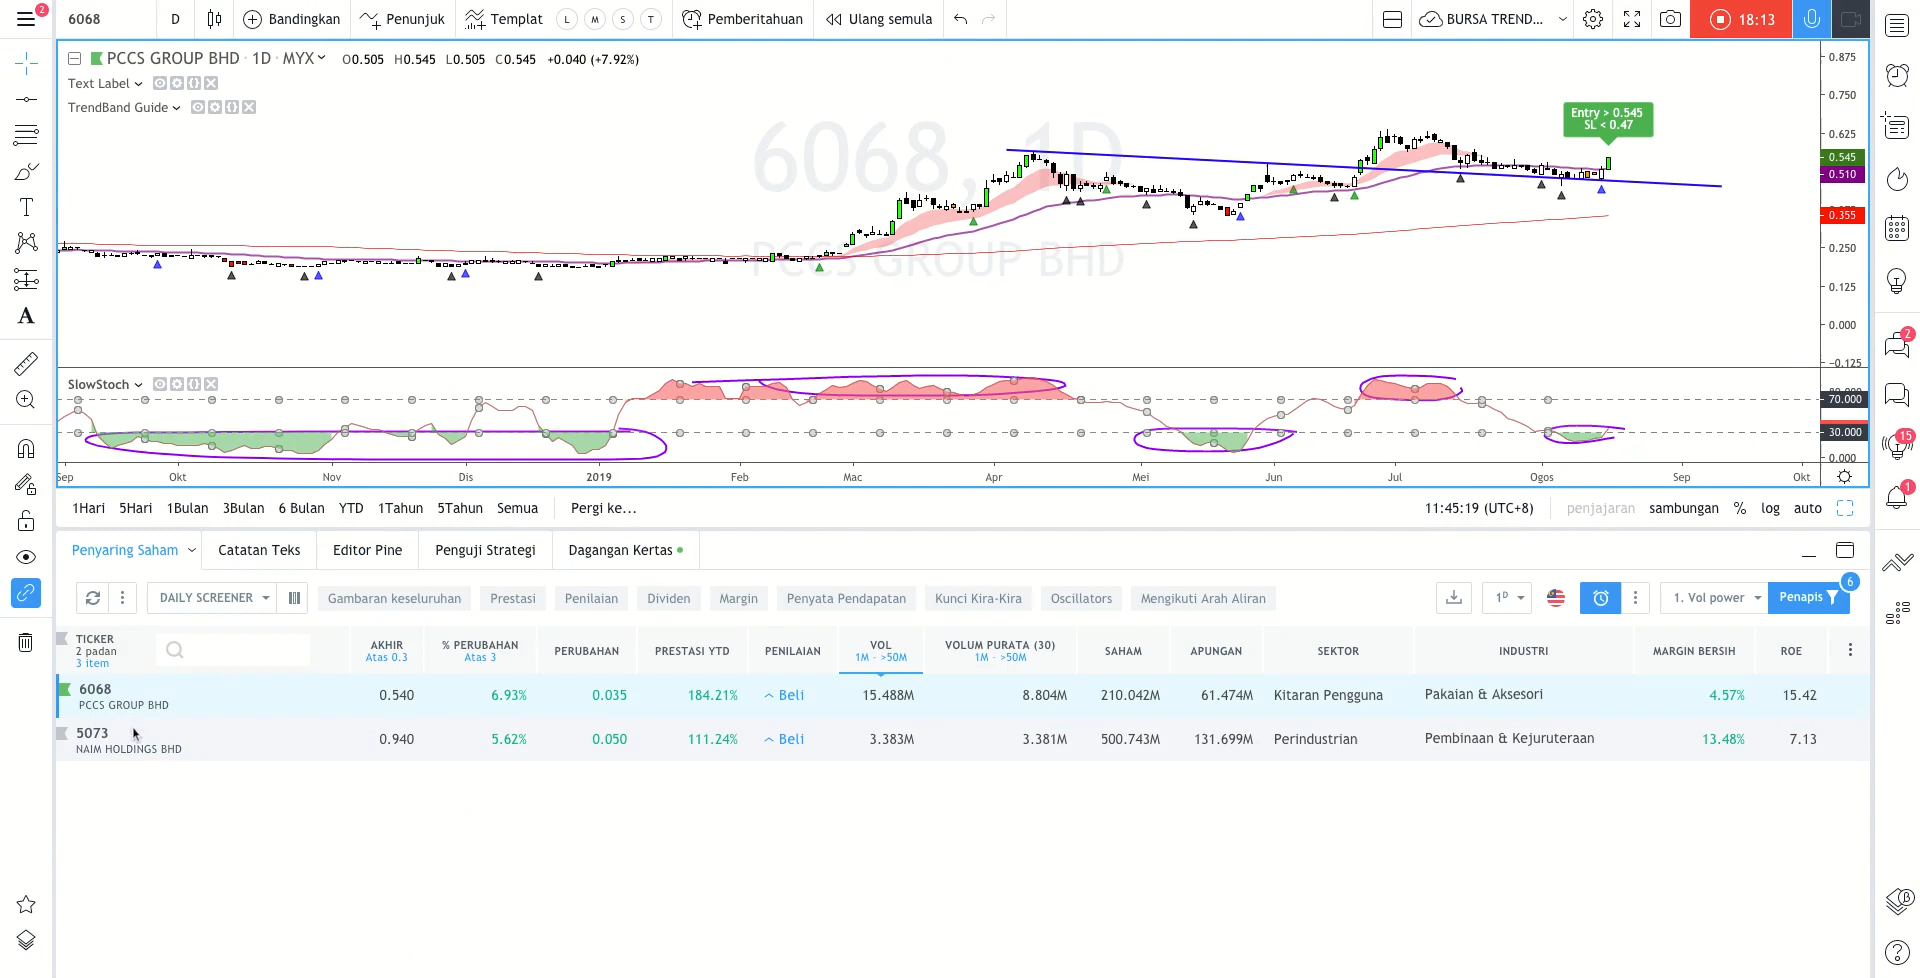 2
6068
D
Bandingkan
Penunjuk
Templat
L
M
S
T
Pemberitahuan
Ulang semula
BURSA TREND...
18:13
PCCS GROUP BHD · 1D · MYX
O0.505 H0.545 L0.505 C0.545 +0.040 (+7.92%)
Text Label
TrendBand Guide
6068, 1D
PCCS GROUP BHD
Entry > 0.545
SL < 0.47
0.875
0.750
0.625
0.545
0.510
0.355
0.250
0.125
0.000
-0.125
SlowStoch
70.000
30.000
0.000
Sep
Okt
Nov
Dis
2019
Feb
Mac
Apr
Mei
Jun
Jul
Ogos
Sep
Okt
1Hari 5Hari 1Bulan 3Bulan 6 Bulan YTD 1Tahun 5Tahun Semua Pergi ke...
11:45:19 (UTC+8)
penjajaran sambungan % log auto
Penyaring Saham
Catatan Teks
Editor Pine
Penguji Strategi
Dagangan Kertas
DAILY SCREENER
Gambaran keseluruhan
Prestasi
Penilaian
Dividen
Margin
Penyata Pendapatan
Kunci Kira-Kira
Oscillators
Mengikuti Arah Aliran
1D
1. Vol power
Penapis
6
TICKER
2 padan
3 item
AKHIR
Atas 0.3
% PERUBAHAN
Atas 3
PERUBAHAN
PRESTASI YTD
PENILAIAN
VOL
1M - >50M
VOLUM PURATA (30)
1M - >50M
SAHAM
APUNGAN
SEKTOR
INDUSTRI
MARGIN BERSIH
ROE
6068
PCCS GROUP BHD
0.540 6.93% 0.035 184.21% Beli 15.488M 8.804M 210.042M 61.474M Kitaran Pengguna Pakaian & Aksesori 4.57% 15.42
5073
NAIM HOLDINGS BHD
0.940 5.62% 0.050 111.24% Beli 3.383M 3.381M 500.743M 131.699M Perindustrian Pembinaan & Kejuruteraan 13.48% 7.13
2
15
1